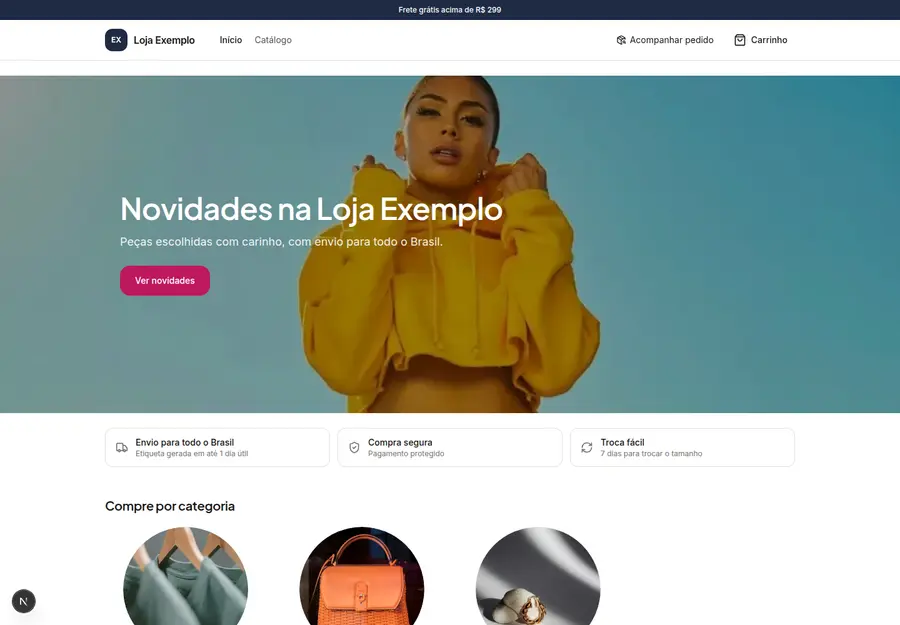 Frete grátis acima de R$ 299
EX
Loja Exemplo
Início
Catálogo
Acompanhar pedido
Carrinho
Novidades na Loja Exemplo
Peças escolhidas com carinho, com envio para todo o Brasil.
Ver novidades
Envio para todo o Brasil
Etiqueta gerada em até 1 dia útil
Compra segura
Pagamento protegido
Troca fácil
7 dias para trocar o tamanho
Compre por categoria
N